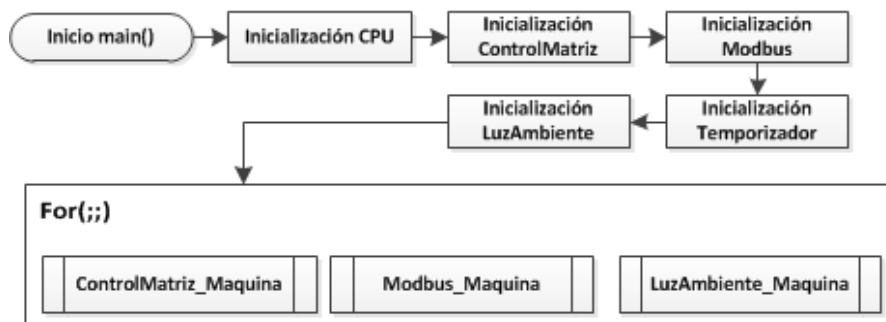 Inicio main()
Inicialización CPU
Inicialización
ControlMatriz
Inicialización
Modbus
Inicialización
Temporizador
Inicialización
LuzAmbiente
For(;;)
ControlMatriz_Maquina
Modbus_Maquina
LuzAmbiente_Maquina